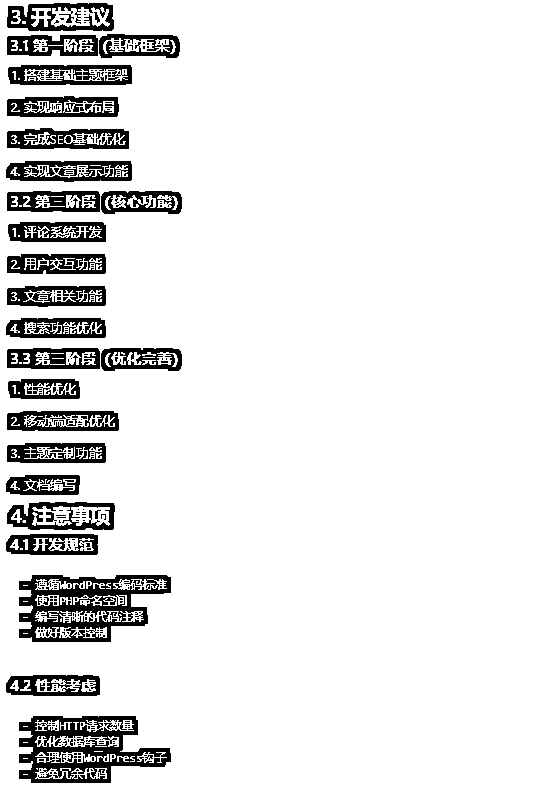 3. 开发建议
3.1 第一阶段 (基础框架)
1. 搭建基础主题框架
2. 实现响应式布局
3. 完成SEO基础优化
4. 实现文章展示功能
3.2 第二阶段 (核心功能)
1. 评论系统开发
2. 用户交互功能
3. 文章相关功能
4. 搜索功能优化
3.3 第三阶段 (优化完善)
1. 性能优化
2. 移动端适配优化
3. 主题定制功能
4. 文档编写
4. 注意事项
4.1 开发规范
- 遵循WordPress编码标准
- 使用PHP命名空间
- 编写清晰的代码注释
- 做好版本控制
4.2 性能考虑
- 控制HTTP请求数量
- 优化数据库查询
- 合理使用WordPress钩子
- 避免冗余代码